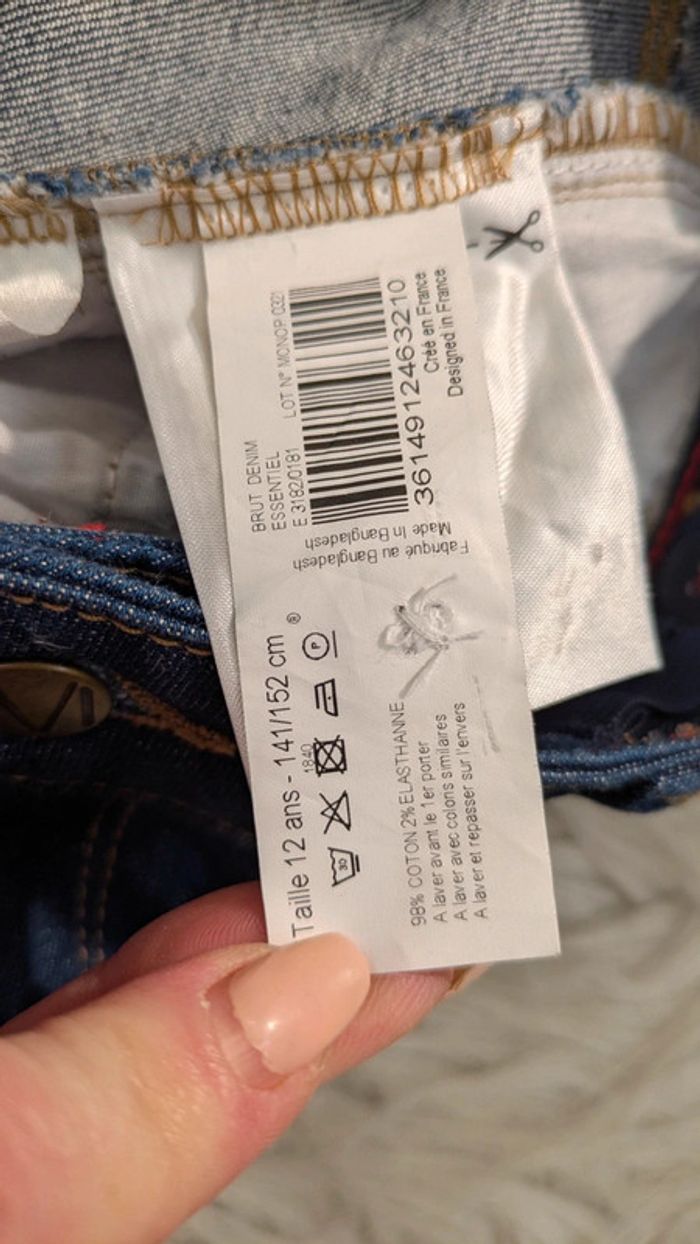 Taille 12 ans - 141/152 cm ®
30
1840
P
98% COTON 2% ELASTHANNE
A laver avant le 1er porter
A laver avec coloris similaires
A laver et repasser sur l'envers
Fabriqué au Bangladesh
Made In Bangladesh
BRUT DENIM
ESSENTIEL
E 3182/0181 LOT N° MONOP 0321
3614912463210
Créé en France
Designed in France